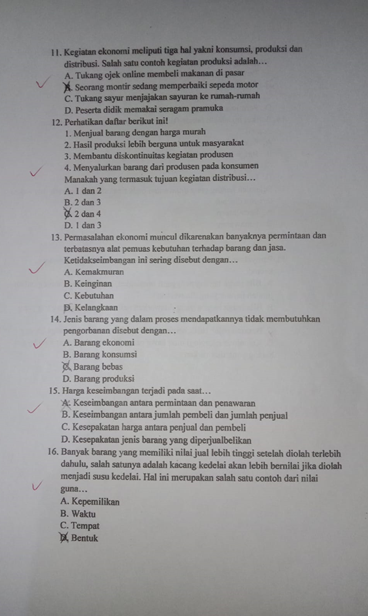 11. Kegiatan ekonomi meliputi tiga hal yakni konsumsi, produksi dan
distribusi. Salah satu contoh kegiatan produksi adalah…
A. Tukang ojek online membeli makanan di pasar
B. Seorang montir sedang memperbaiki sepeda motor
C. Tukang sayur menjajakan sayuran ke rumah-rumah
D. Peserta didik memakai seragam pramuka
12. Perhatikan daftar berikut ini!
1. Menjual barang dengan harga murah
2. Hasil produksi lebih berguna untuk masyarakat
3. Membantu diskontinuitas kegiatan produsen
4. Menyalurkan barang dari produsen pada konsumen
Manakah yang termasuk tujuan kegiatan distribusi…
A. 1 dan 2
B. 2 dan 3
C. 2 dan 4
D. 1 dan 3
13. Permasalahan ekonomi muncul dikarenakan banyaknya permintaan dan
terbatasnya alat pemuas kebutuhan terhadap barang dan jasa.
Ketidakseimbangan ini sering disebut dengan…
A. Kemakmuran
B. Keinginan
C. Kebutuhan
D. Kelangkaan
14. Jenis barang yang dalam proses mendapatkannya tidak membutuhkan
pengorbanan disebut dengan…
A. Barang ekonomi
B. Barang konsumsi
C. Barang bebas
D. Barang produksi
15. Harga keseimbangan terjadi pada saat…
A. Keseimbangan antara permintaan dan penawaran
B. Keseimbangan antara jumlah pembeli dan jumlah penjual
C. Kesepakatan harga antara penjual dan pembeli
D. Kesepakatan jenis barang yang diperjualbelikan
16. Banyak barang yang memiliki nilai jual lebih tinggi setelah diolah terlebih
dahulu, salah satunya adalah kacang kedelai akan lebih bernilai jika diolah
menjadi susu kedelai. Hal ini merupakan salah satu contoh dari nilai
guna…
A. Kepemilikan
B. Waktu
C. Tempat
D. Bentuk